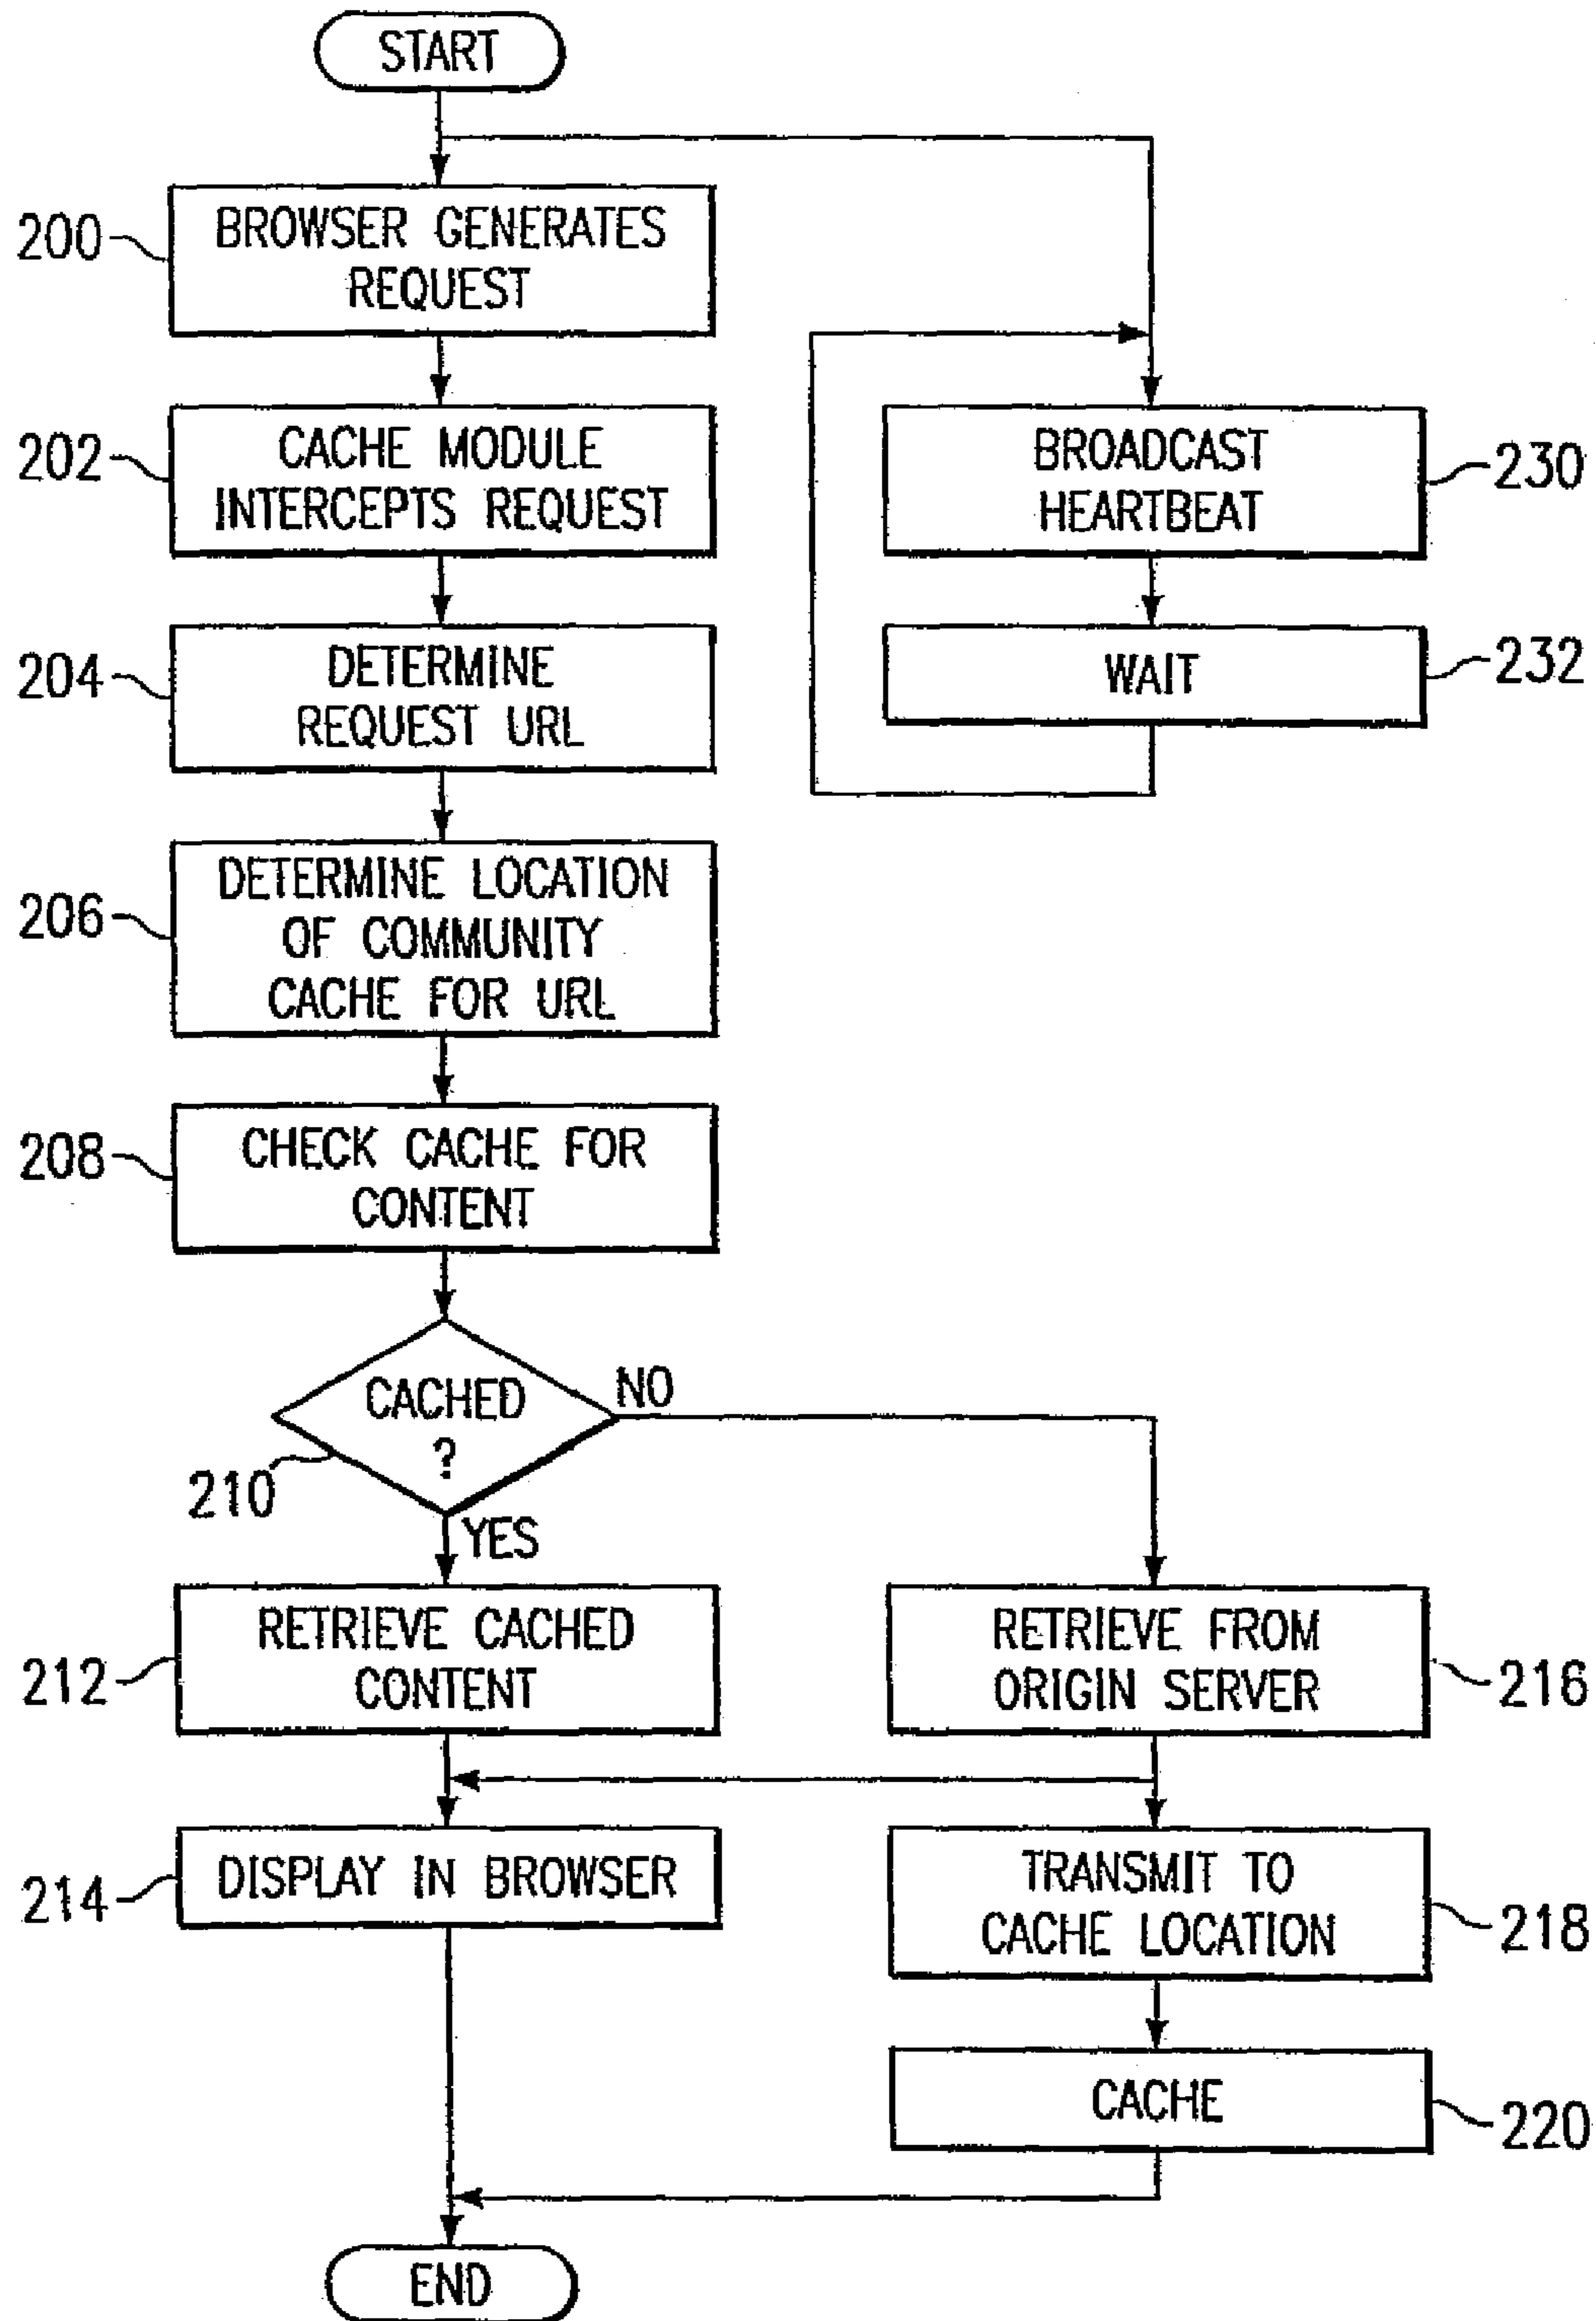 START
200
BROWSER GENERATES
REQUEST
202
CACHE MODULE
INTERCEPTS REQUEST
BROADCAST
HEARTBEAT
230
204
DETERMINE
REQUEST URL
WAIT
232
206
DETERMINE LOCATION
OF COMMUNITY
CACHE FOR URL
208
CHECK CACHE FOR
CONTENT
CACHED
?
NO
210
YES
212
RETRIEVE CACHED
CONTENT
RETRIEVE FROM
ORIGIN SERVER
216
214
DISPLAY IN BROWSER
TRANSMIT TO
CACHE LOCATION
218
CACHE
220
END